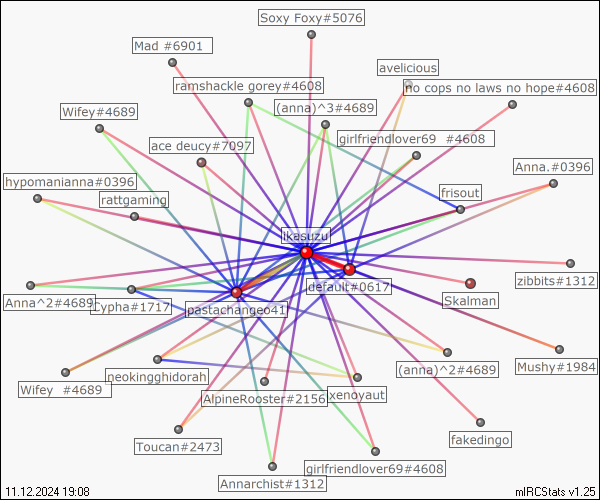 Soxy Foxy#5076
Mad #6901
avelicious
ramshackle gorey#4608
no cops no laws no hope#4608
(anna)^3#4689
Wifey#4689
girlfriendlover69 #4608
ace deucy#7097
Anna.#0396
hypomanianna#0396
rattgaming
frisout
ikasuzu
zibbits#1312
default#0617
Skalman
Anna^2#4689
Cypha#1717
pastachangeo41
Mushy#1984
(anna)^2#4689
neokingghidorah
Wifey #4689
xenoyaut
AlpineRooster#2156
fakedingo
Toucan#2473
girlfriendlover69#4608
Annarchist#1312
11.12.2024 19:08
mIRCStats v1.25